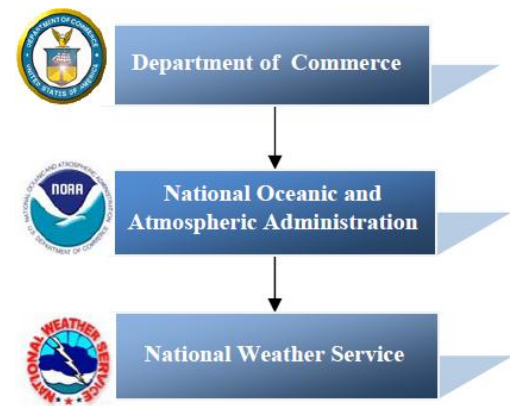 DEPARTMENT OF COMMERCE
UNITED STATES OF AMERICA
Department of Commerce
NATIONAL OCEANIC AND ATMOSPHERIC ADMINISTRATION
NOAA
U.S. DEPARTMENT OF COMMERCE
National Oceanic and
Atmospheric Administration
NATIONAL WEATHER SERVICE
National Weather Service